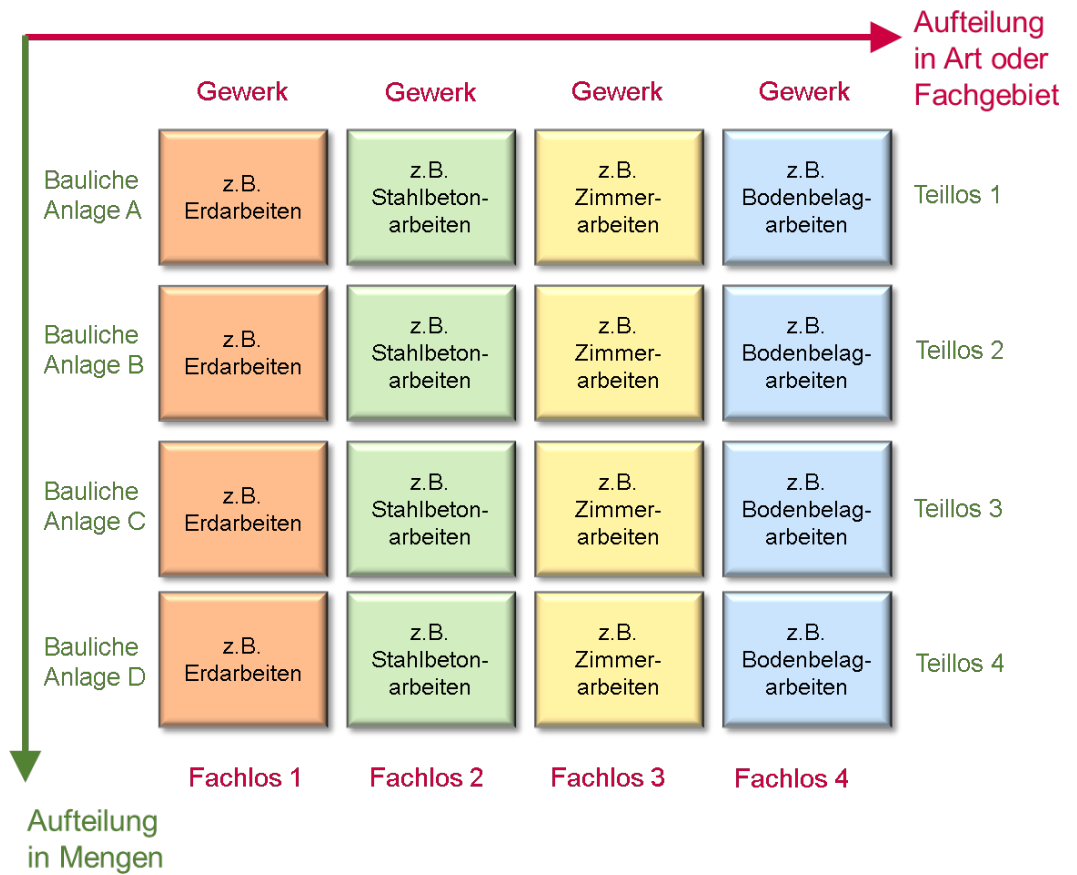 Aufteilung
in Art oder
Fachgebiet
Gewerk
Gewerk
Gewerk
Gewerk
Bauliche
Anlage A
z.B.
Erdarbeiten
z.B.
Stahlbeton-
arbeiten
z.B.
Zimmer-
arbeiten
z.B.
Bodenbelag-
arbeiten
Teillos 1
Bauliche
Anlage B
z.B.
Erdarbeiten
z.B.
Stahlbeton-
arbeiten
z.B.
Zimmer-
arbeiten
z.B.
Bodenbelag-
arbeiten
Teillos 2
Bauliche
Anlage C
z.B.
Erdarbeiten
z.B.
Stahlbeton-
arbeiten
z.B.
Zimmer-
arbeiten
z.B.
Bodenbelag-
arbeiten
Teillos 3
Bauliche
Anlage D
z.B.
Erdarbeiten
z.B.
Stahlbeton-
arbeiten
z.B.
Zimmer-
arbeiten
z.B.
Bodenbelag-
arbeiten
Teillos 4
Fachlos 1
Fachlos 2
Fachlos 3
Fachlos 4
Aufteilung
in Mengen